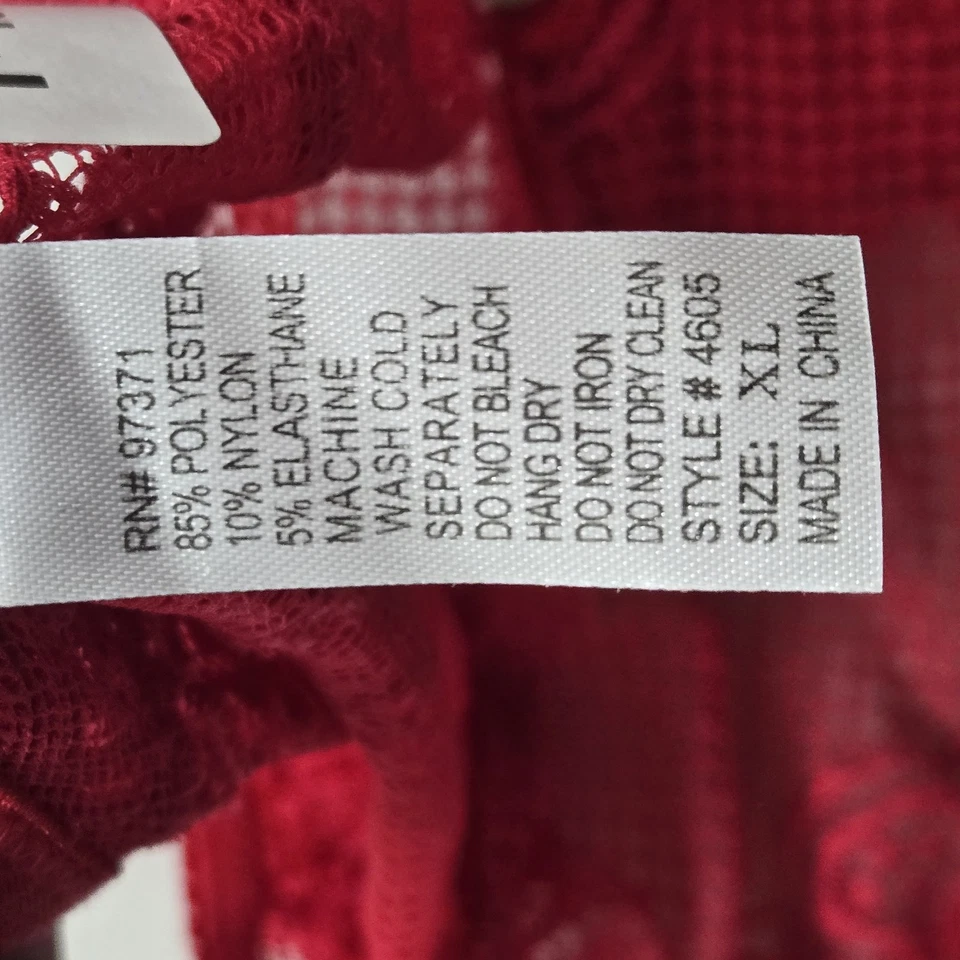 RN# 97371
85% POLYESTER
10% NYLON
5% ELASTHANE
MACHINE
WASH COLD
SEPARATELY
DO NOT BLEACH
HANG DRY
DO NOT IRON
DO NOT DRY CLEAN
STYLE # 4605
SIZE: XL
MADE IN CHINA